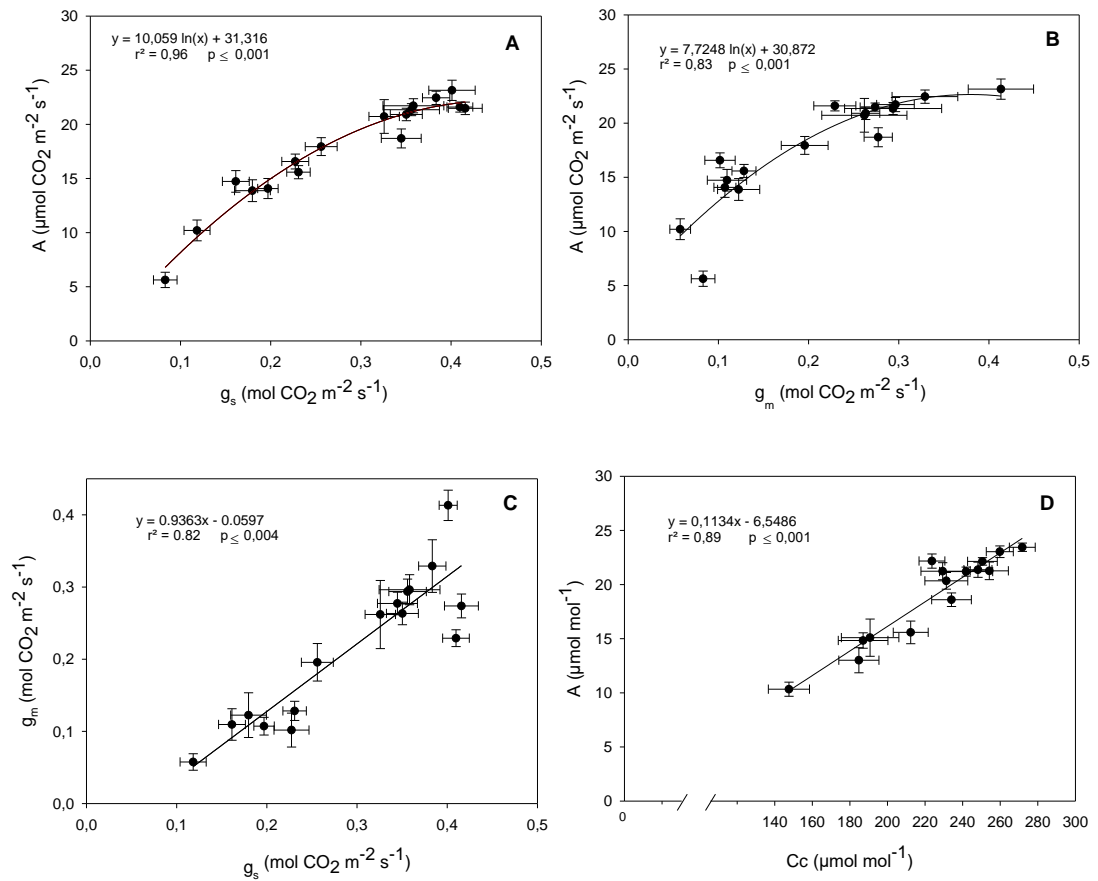 A
y = 10,059 ln(x) + 31,316
r² = 0,96 p ≤ 0,001
30
25
20
15
10
5
0
A (µmol CO2 m-2 s-1)
0,0 0,1 0,2 0,3 0,4 0,5
gs (mol CO2 m-2 s-1)
B
y = 7,7248 ln(x) + 30,872
r² = 0,83 p ≤ 0,001
30
25
20
15
10
5
0
A (µmol CO2 m-2 s-1)
0,0 0,1 0,2 0,3 0,4 0,5
gm (mol CO2 m-2 s-1)
C
y = 0.9363x - 0.0597
r² = 0.82 p ≤ 0,004
0,4
0,3
0,2
0,1
0,0
gm (mol CO2 m-2 s-1)
0,0 0,1 0,2 0,3 0,4 0,5
gs (mol CO2 m-2 s-1)
D
y = 0,1134x - 6,5486
r² = 0,89 p ≤ 0,001
30
25
20
15
10
5
0
A (µmol mol-1)
0 140 160 180 200 220 240 260 280 300
Cc (µmol mol-1)